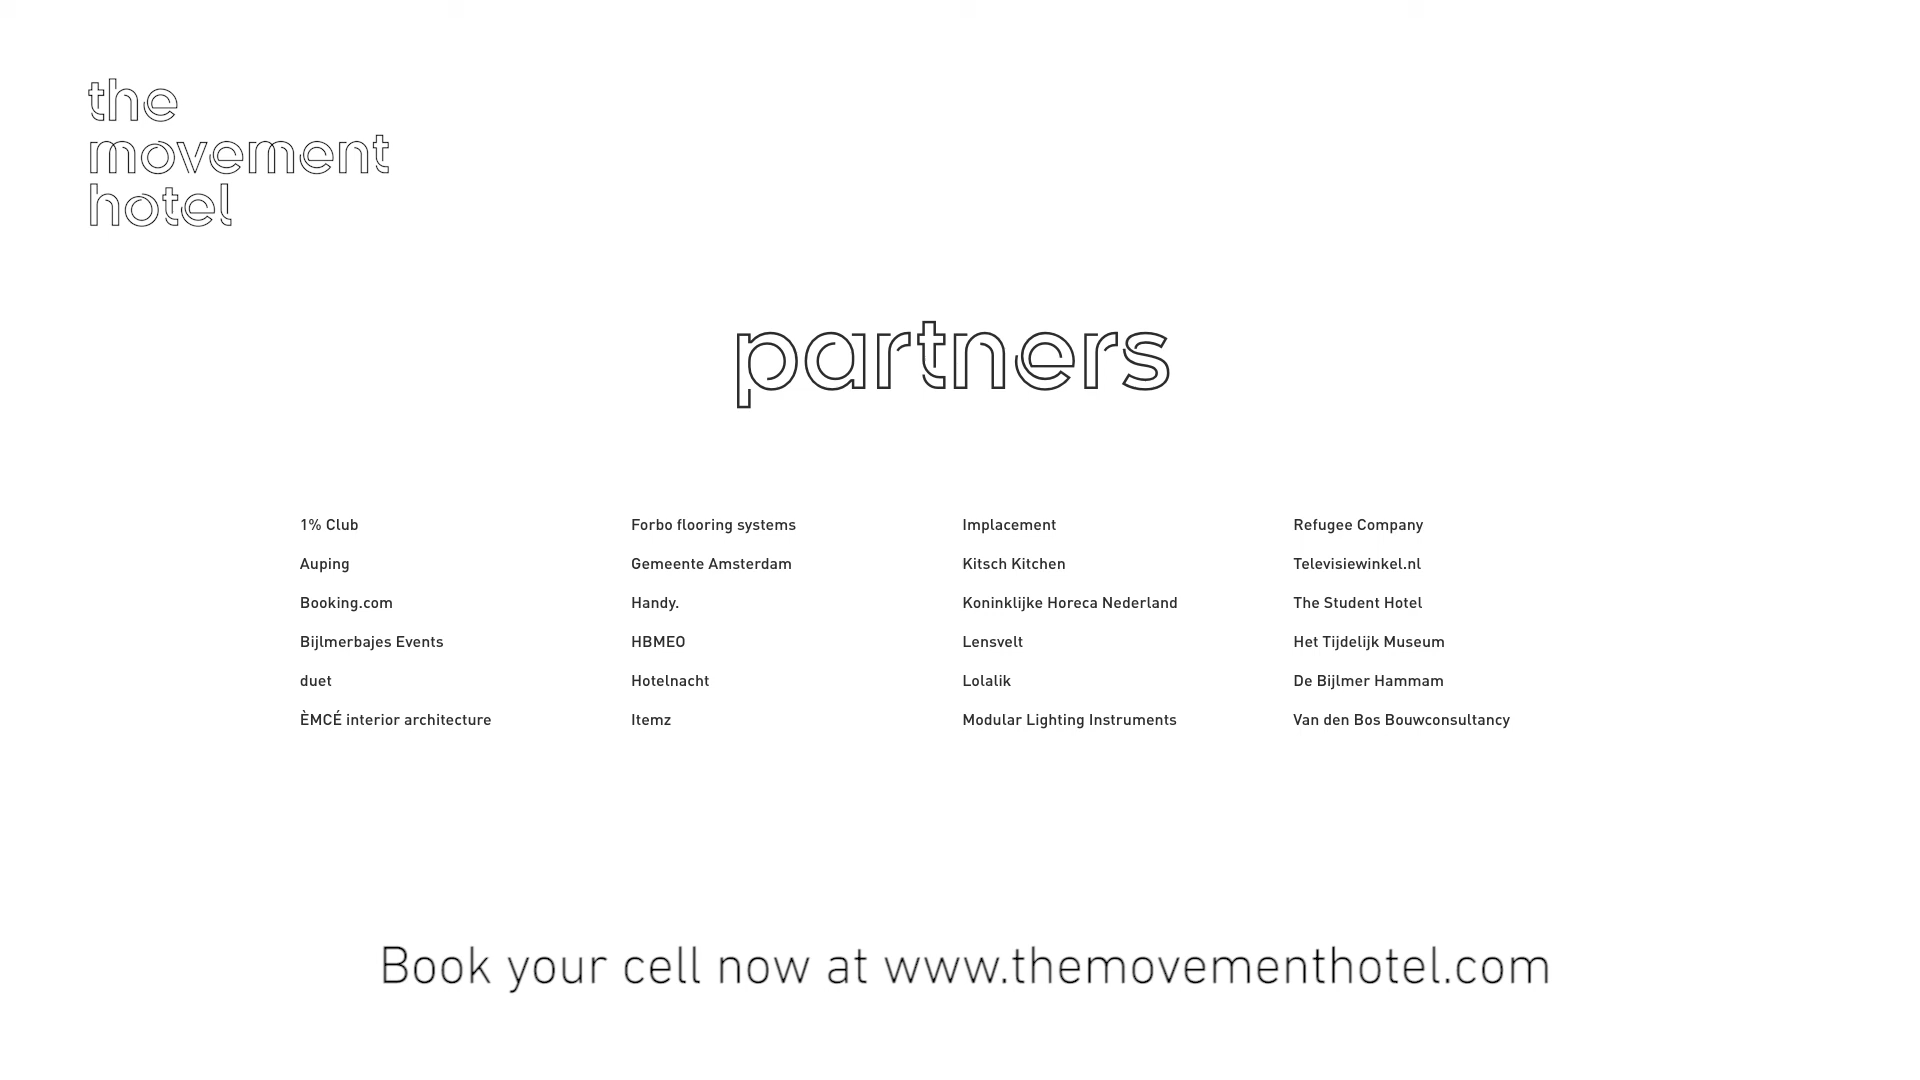 the
movement
hotel
partners
1% Club
Auping
Booking.com
Bijlmerbajes Events
duet
ÈMCÉ interior architecture
Forbo flooring systems
Gemeente Amsterdam
Handy.
HBMEO
Hotelnacht
Itemz
Implacement
Kitsch Kitchen
Koninklijke Horeca Nederland
Lensvelt
Lolalik
Modular Lighting Instruments
Refugee Company
Televisiewinkel.nl
The Student Hotel
Het Tijdelijk Museum
De Bijlmer Hammam
Van den Bos Bouwconsultancy
Book your cell now at www.themovementhotel.com